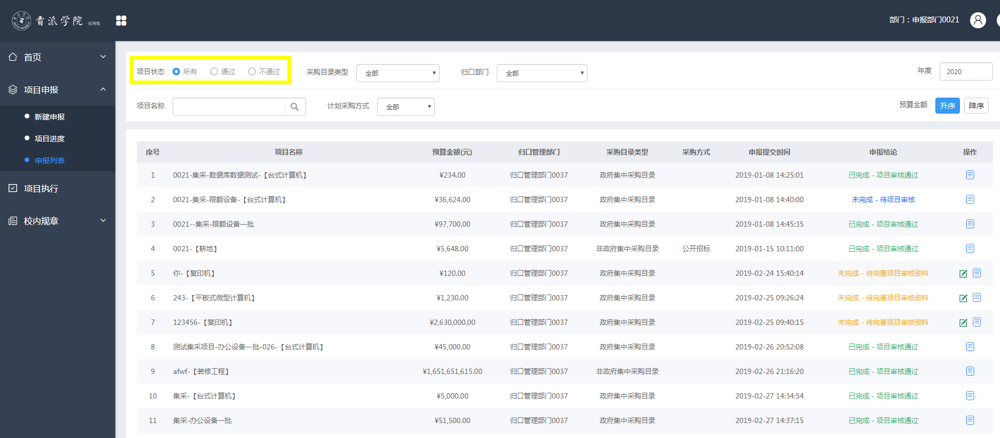 贵派学院·试用版
部门：申报部门0021
首页
项目申报
新建申报
项目进度
申报列表
项目执行
校内规章
项目状态 所有 通过 不通过 采购目录类型 全部 归口部门 全部 年度 2020
项目名称 计划采购方式 全部 预算金额 升序 降序
序号 项目名称 预算金额(元) 归口管理部门 采购目录类型 采购方式 申报提交时间 申报结论 操作
1 0021-集采-数据库数据测试-【台式计算机】 ¥234.00 归口管理部门0037 政府集中采购目录 2019-01-08 14:25:01 已完成 - 项目审核通过
2 0021-集采-限额设备-【台式计算机】 ¥36,624.00 归口管理部门0037 政府集中采购目录 2019-01-08 14:40:00 未完成 - 待项目审核
3 0021--集采-限额设备一批 ¥97,700.00 归口管理部门0037 政府集中采购目录 2019-01-08 14:45:35 已完成 - 项目审核通过
4 0021-【耕地】 ¥5,648.00 归口管理部门0037 非政府集中采购目录 公开招标 2019-01-15 10:11:00 已完成 - 项目审核通过
5 你-【复印机】 ¥120.00 归口管理部门0037 政府集中采购目录 2019-02-24 15:40:14 未完成 - 待完善项目审核资料
6 243-【平板式微型计算机】 ¥1,230.00 归口管理部门0037 政府集中采购目录 2019-02-25 09:26:24 未完成 - 待完善项目审核资料
7 123456-【复印机】 ¥2,630,000.00 归口管理部门0037 政府集中采购目录 2019-02-25 09:40:15 未完成 - 待完善项目审核资料
8 测试集采项目-办公设备一批-026-【台式计算机】 ¥45,000.00 归口管理部门0037 政府集中采购目录 2019-02-26 20:52:08 已完成 - 项目审核通过
9 afwf-【装修工程】 ¥1,651,651,615.00 归口管理部门0037 非政府集中采购目录 2019-02-26 21:16:20 已完成 - 项目审核通过
10 集采-【台式计算机】 ¥5,000.00 归口管理部门0037 政府集中采购目录 2019-02-27 14:34:54 已完成 - 项目审核通过
11 集采-办公设备一批 ¥51,500.00 归口管理部门0037 政府集中采购目录 2019-02-27 14:37:15 已完成 - 项目审核通过